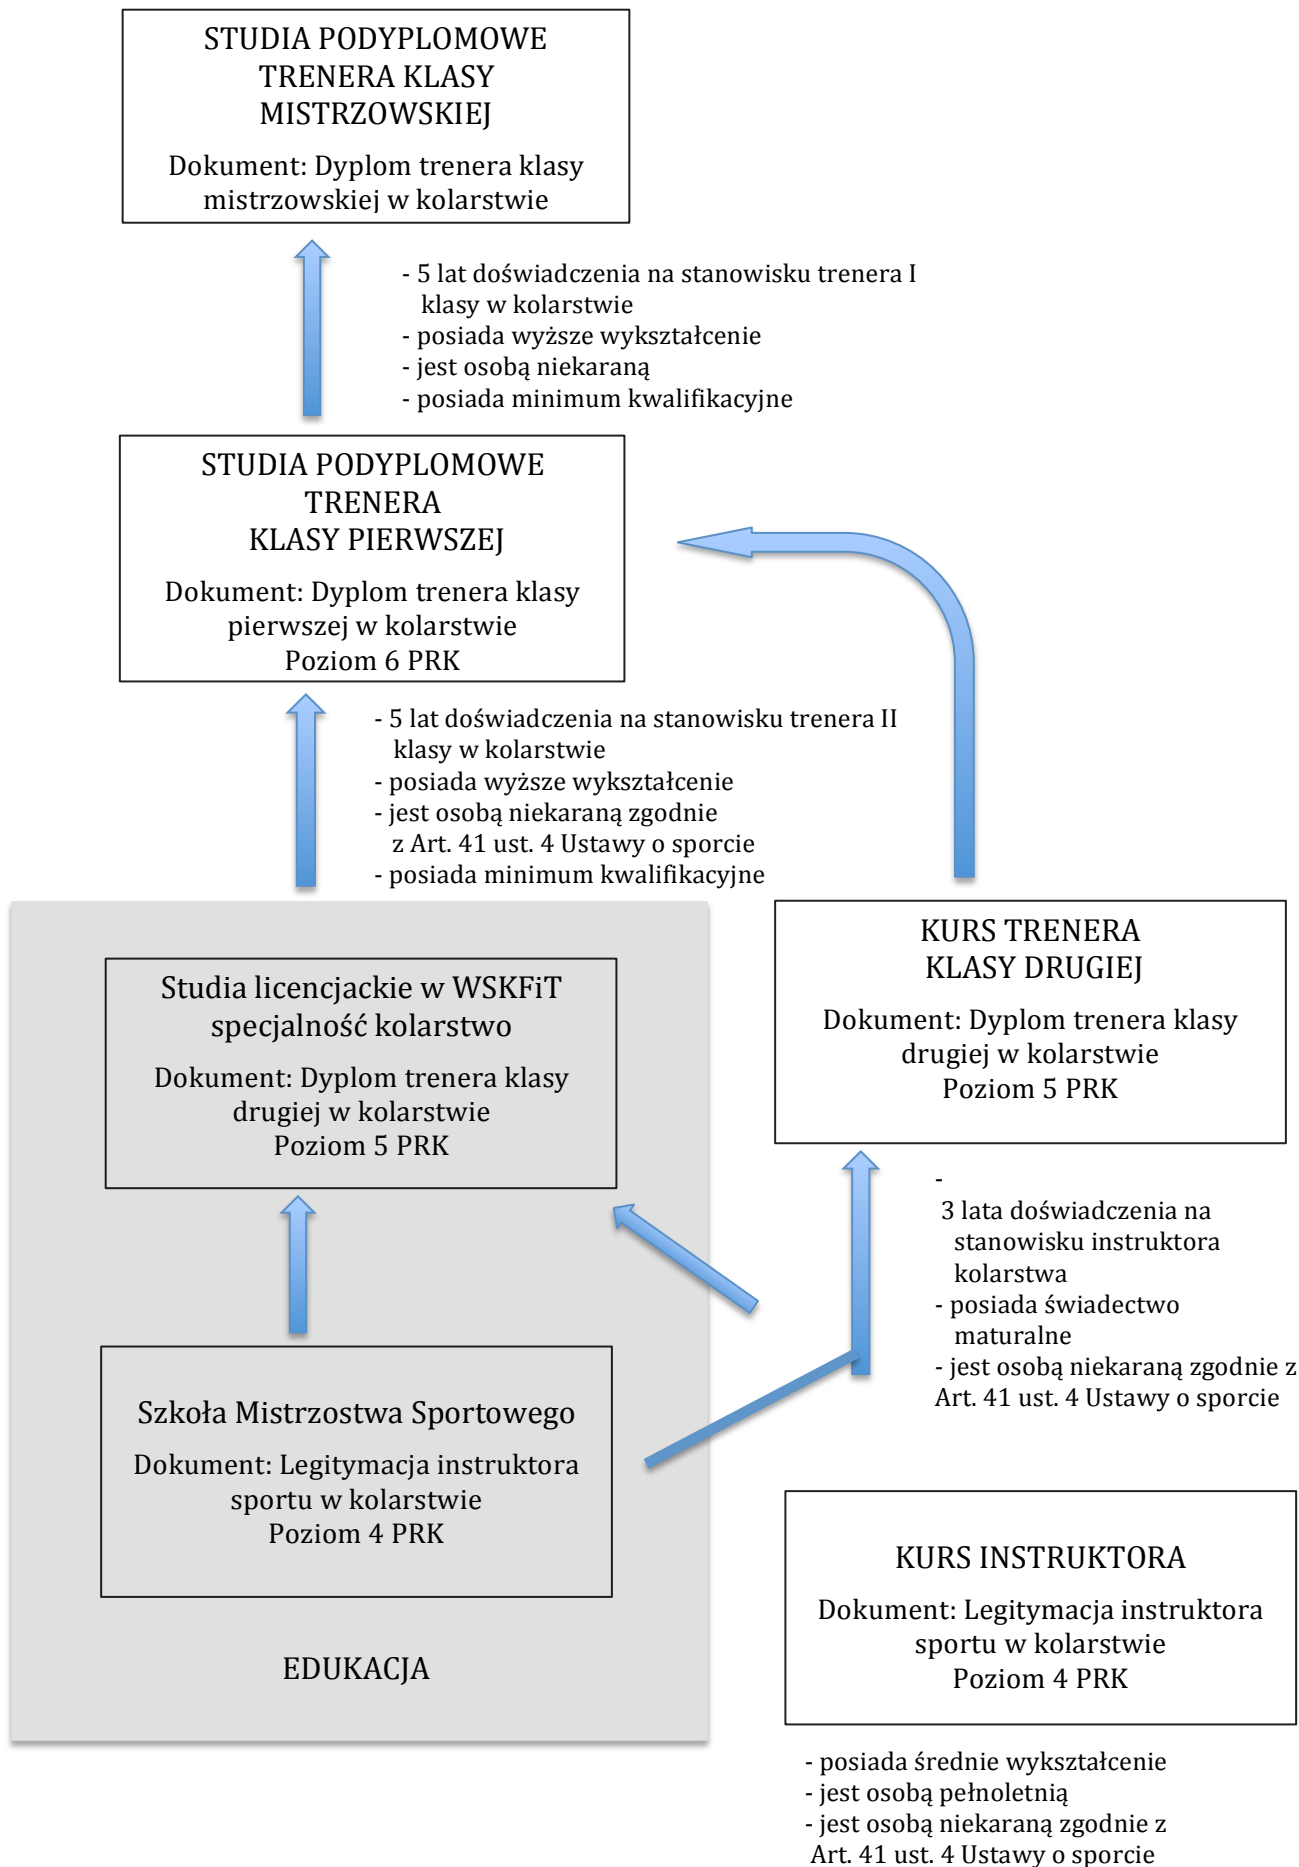 STUDIA PODYPLOMOWE
TRENERA KLASY
MISTRZOWSKIEJ
Dokument: Dyplom trenera klasy
mistrzowskiej w kolarstwie
- 5 lat doświadczenia na stanowisku trenera I
klasy w kolarstwie
- posiada wyższe wykształcenie
- jest osobą niekaraną
- posiada minimum kwalifikacyjne
STUDIA PODYPLOMOWE
TRENERA
KLASY PIERWSZEJ
Dokument: Dyplom trenera klasy
pierwszej w kolarstwie
Poziom 6 PRK
- 5 lat doświadczenia na stanowisku trenera II
klasy w kolarstwie
- posiada wyższe wykształcenie
- jest osobą niekaraną zgodnie
z Art. 41 ust. 4 Ustawy o sporcie
- posiada minimum kwalifikacyjne
Studia licencjackie w WSKFiT
specjalność kolarstwo
Dokument: Dyplom trenera klasy
drugiej w kolarstwie
Poziom 5 PRK
KURS TRENERA
KLASY DRUGIEJ
Dokument: Dyplom trenera klasy
drugiej w kolarstwie
Poziom 5 PRK
-
3 lata doświadczenia na
stanowisku instruktora
kolarstwa
- posiada świadectwo
maturalne
- jest osobą niekaraną zgodnie z
Art. 41 ust. 4 Ustawy o sporcie
Szkoła Mistrzostwa Sportowego
Dokument: Legitymacja instruktora
sportu w kolarstwie
Poziom 4 PRK
EDUKACJA
KURS INSTRUKTORA
Dokument: Legitymacja instruktora
sportu w kolarstwie
Poziom 4 PRK
- posiada średnie wykształcenie
- jest osobą pełnoletnią
- jest osobą niekaraną zgodnie z
Art. 41 ust. 4 Ustawy o sporcie